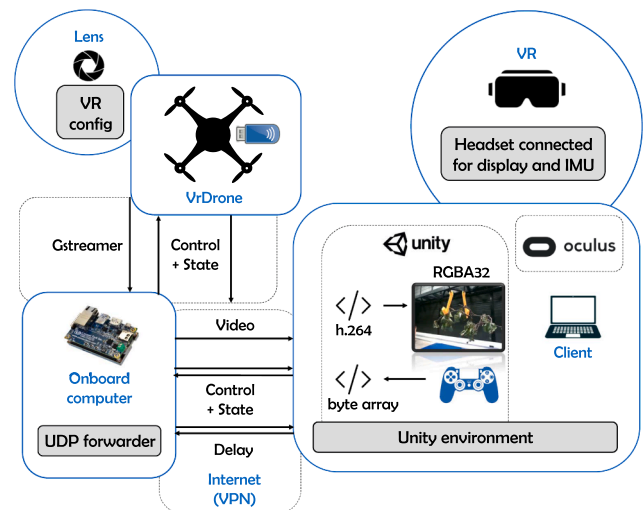 Lens
VR
config
VrDrone
VR
Headset connected
for display and IMU
Gstreamer
Control
+ State
unity
oculus
RGBA32
h.264
Client
byte array
Unity environment
Video
Onboard
computer
Control
+ State
UDP forwarder
Delay
Internet
(VPN)